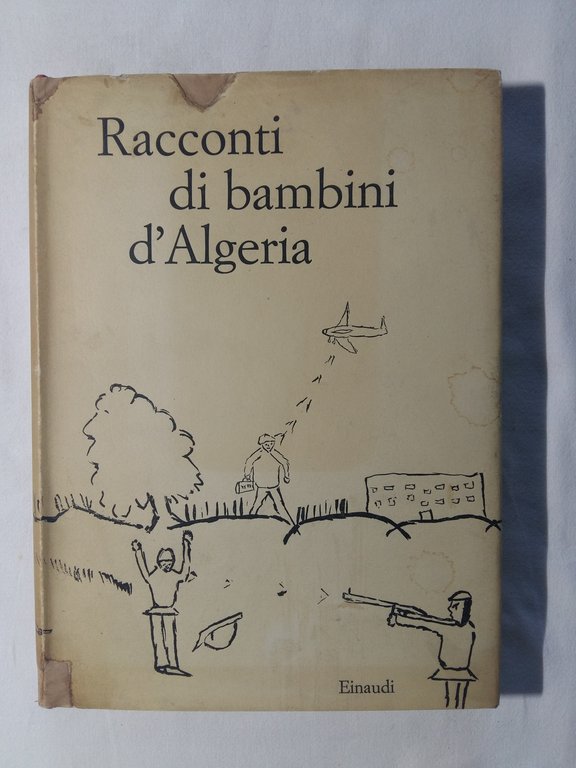 Racconti
di bambini
d'Algeria
Einaudi